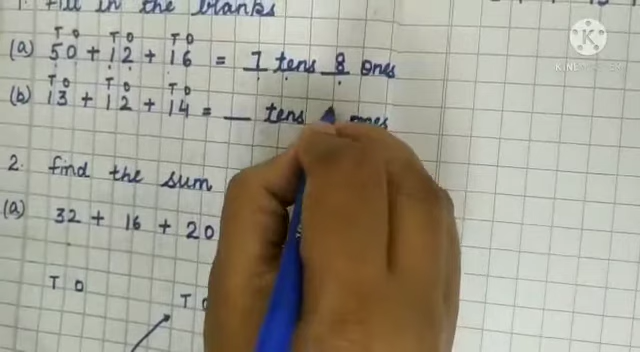 1. Fill in the blanks
T O T O T O
(a) 50 + 12 + 16 = 7 tens 8 ones
T O T O T O
(b) 13 + 12 + 14 = __ tens ones
2. find the sum
(a) 32 + 16 + 20
T O
T O